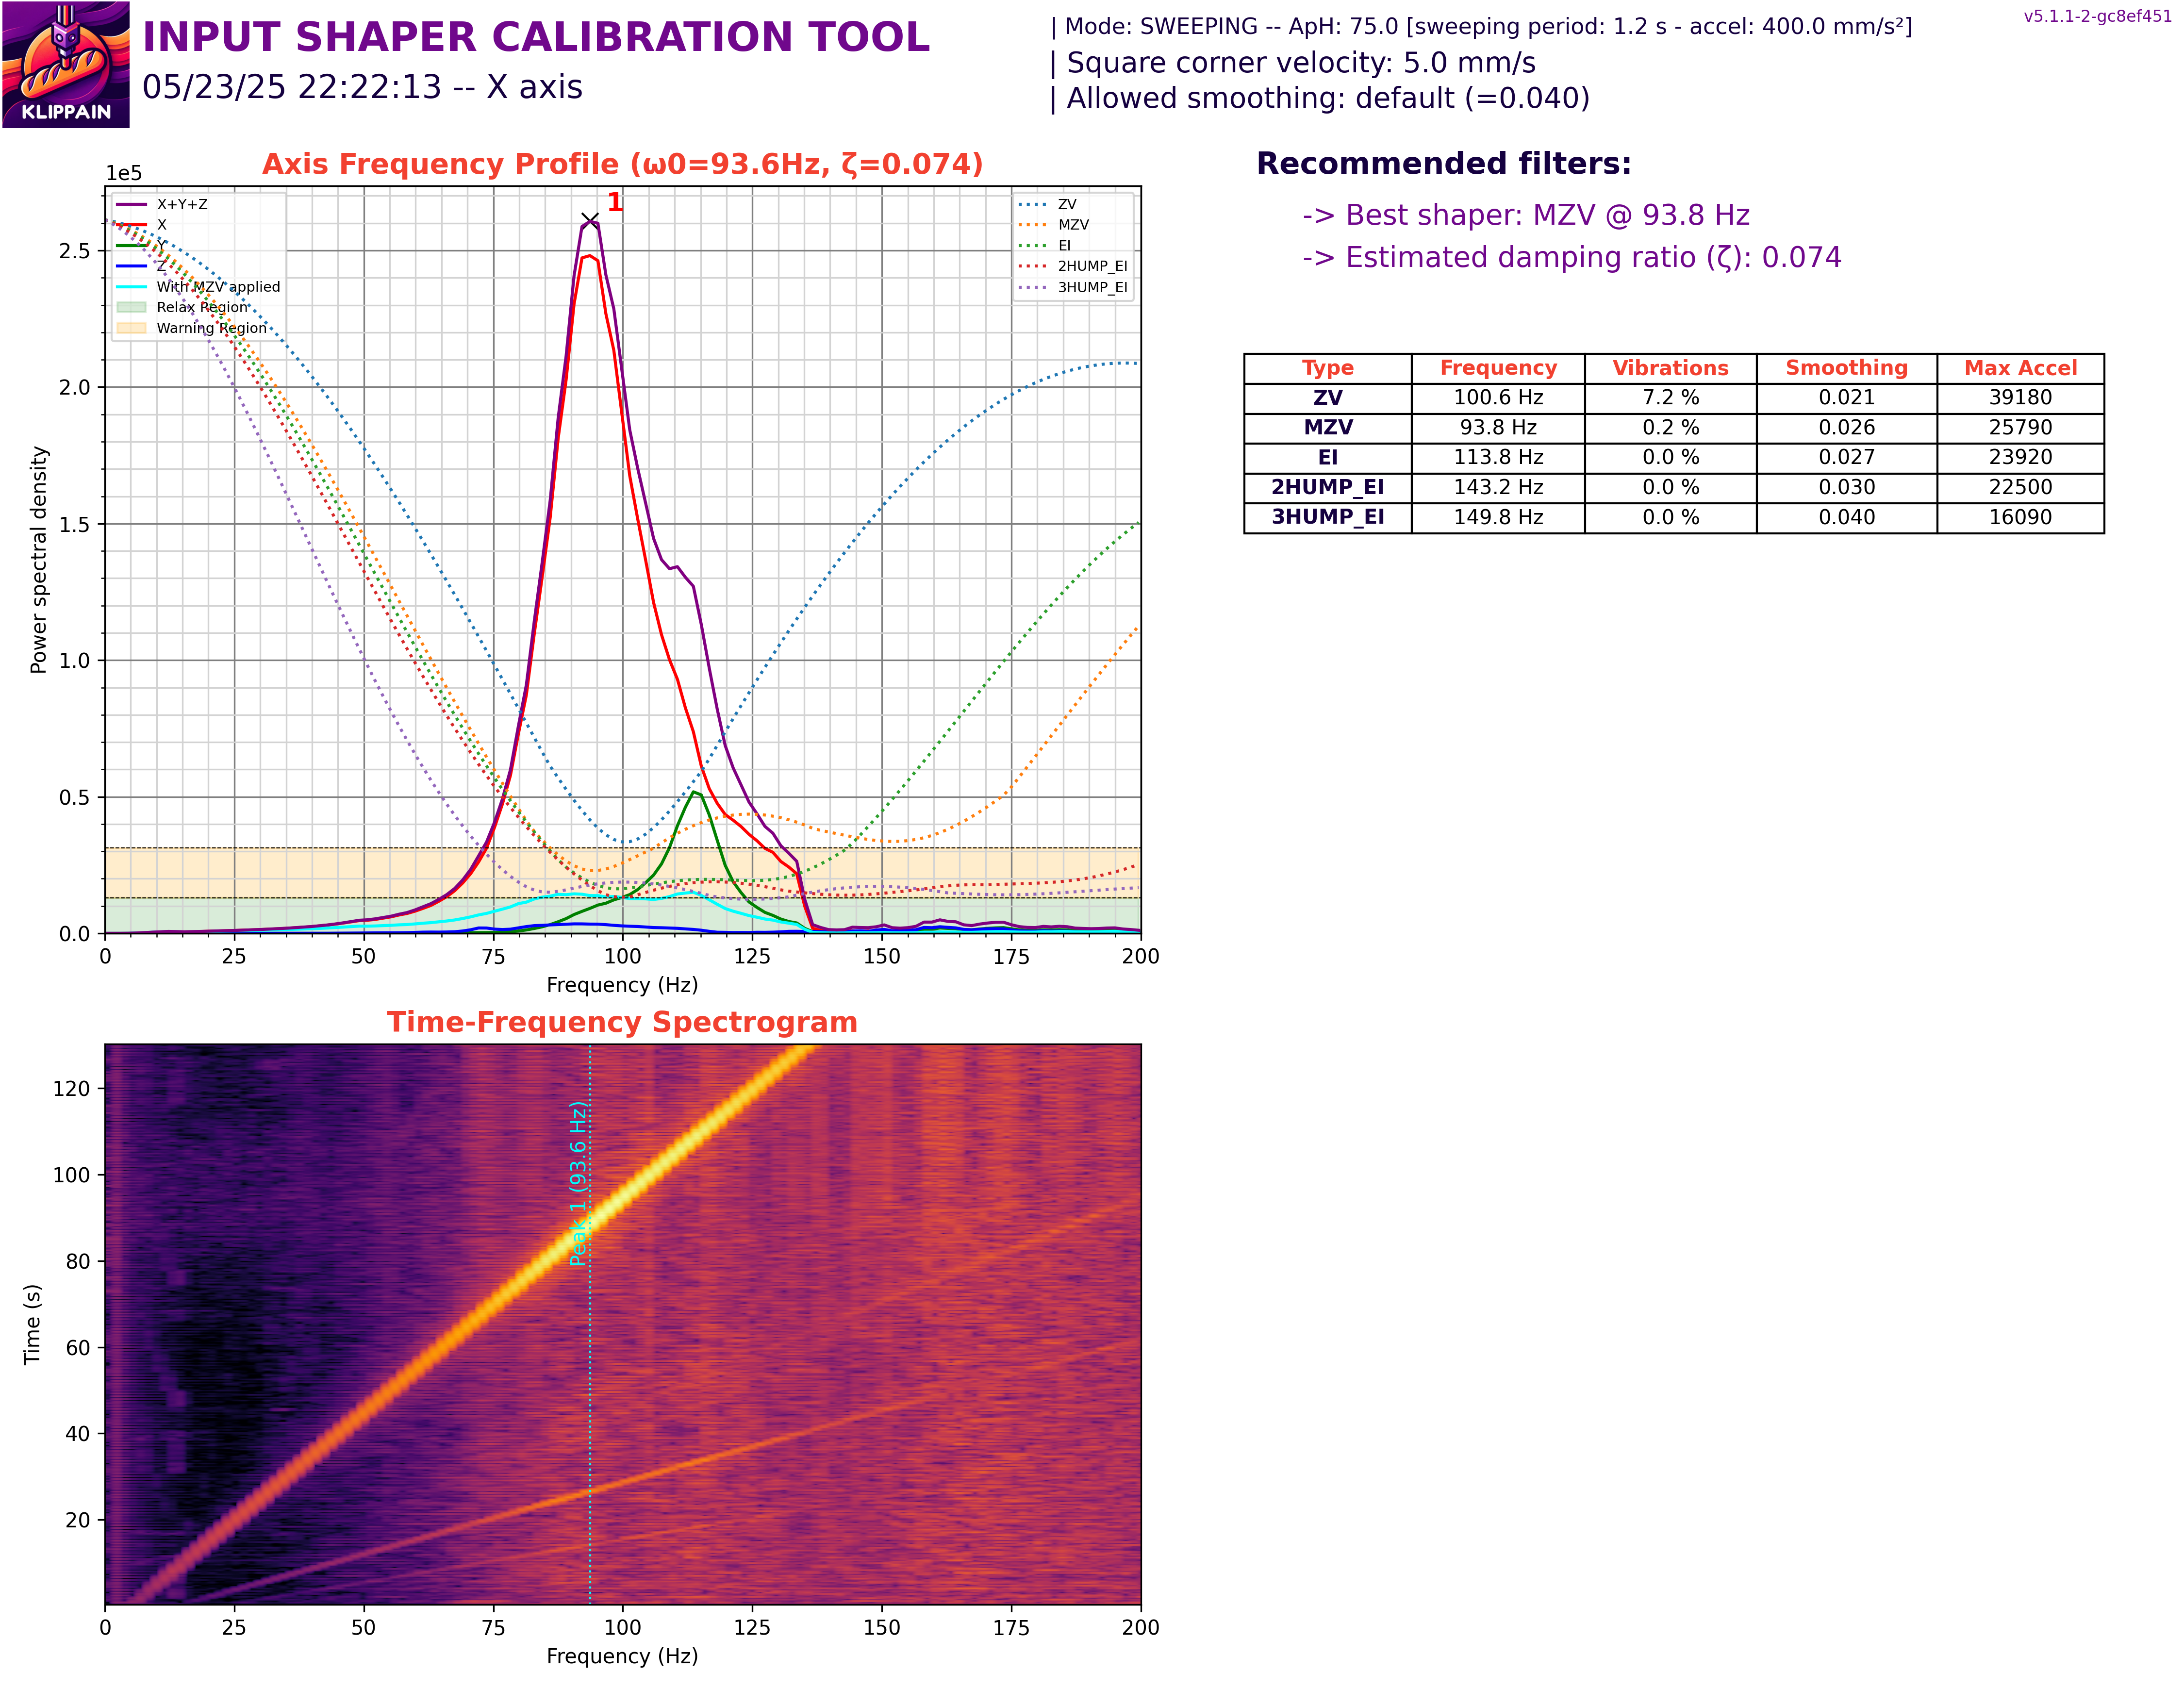 KLIPPAIN
INPUT SHAPER CALIBRATION TOOL
05/23/25 22:22:13 -- X axis
| Mode: SWEEPING -- ApH: 75.0 [sweeping period: 1.2 s - accel: 400.0 mm/s²]
| Square corner velocity: 5.0 mm/s
| Allowed smoothing: default (=0.040)
v5.1.1-2-gc8ef451
Axis Frequency Profile (ω0=93.6Hz, ζ=0.074)
1e5
X+Y+Z
X
Y
Z
With MZV applied
Relax Region
Warning Region
1
ZV
MZV
EI
2HUMP_EI
3HUMP_EI
Power spectral density
2.5
2.0
1.5
1.0
0.5
0.0
0 25 50 75 100 125 150 175 200
Frequency (Hz)
Recommended filters:
-> Best shaper: MZV @ 93.8 Hz
-> Estimated damping ratio (ζ): 0.074
Type Frequency Vibrations Smoothing Max Accel
ZV 100.6 Hz 7.2 % 0.021 39180
MZV 93.8 Hz 0.2 % 0.026 25790
EI 113.8 Hz 0.0 % 0.027 23920
2HUMP_EI 143.2 Hz 0.0 % 0.030 22500
3HUMP_EI 149.8 Hz 0.0 % 0.040 16090
Time-Frequency Spectrogram
Time (s)
120
100
80
60
40
20
Peak 1 (93.6 Hz)
0 25 50 75 100 125 150 175 200
Frequency (Hz)